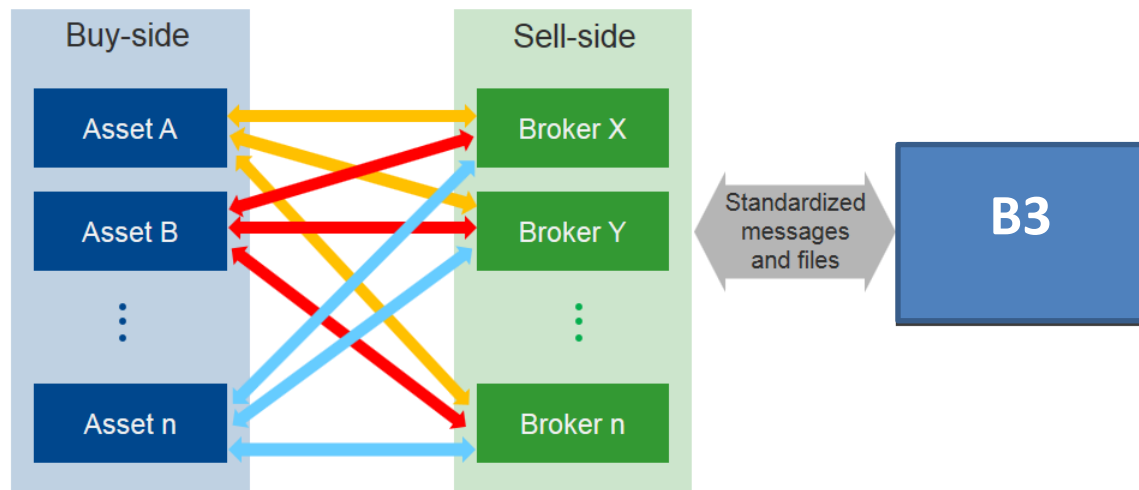 Buy-side
Sell-side
Asset A
Broker X
Asset B
Broker Y
Standardized
messages
and files
B3
Asset n
Broker n